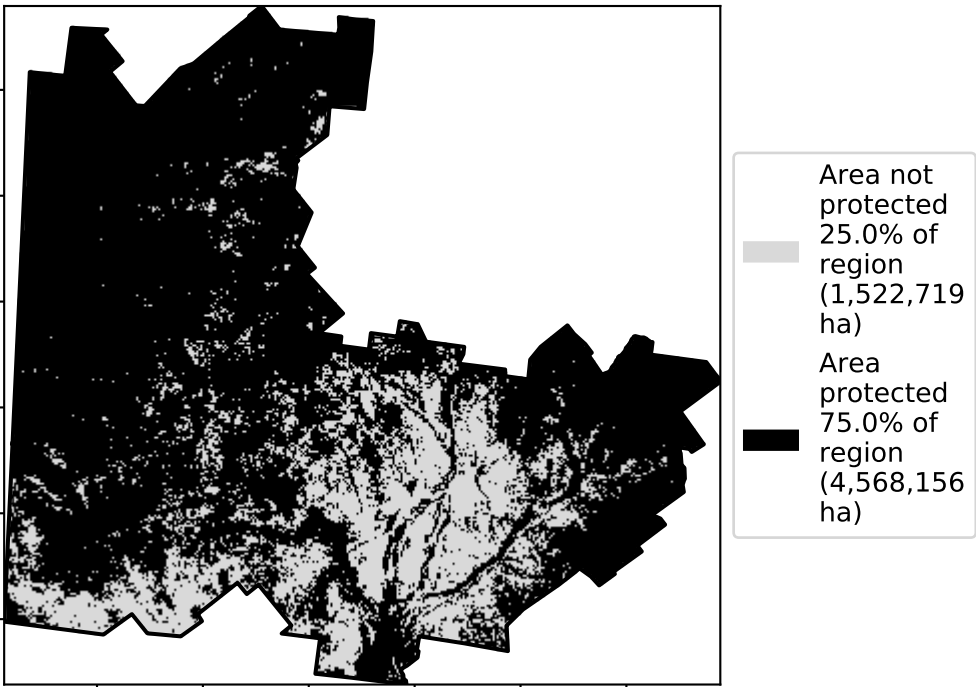 Area not
protected
25.0% of
region
(1,522,719
ha)
Area
protected
75.0% of
region
(4,568,156
ha)